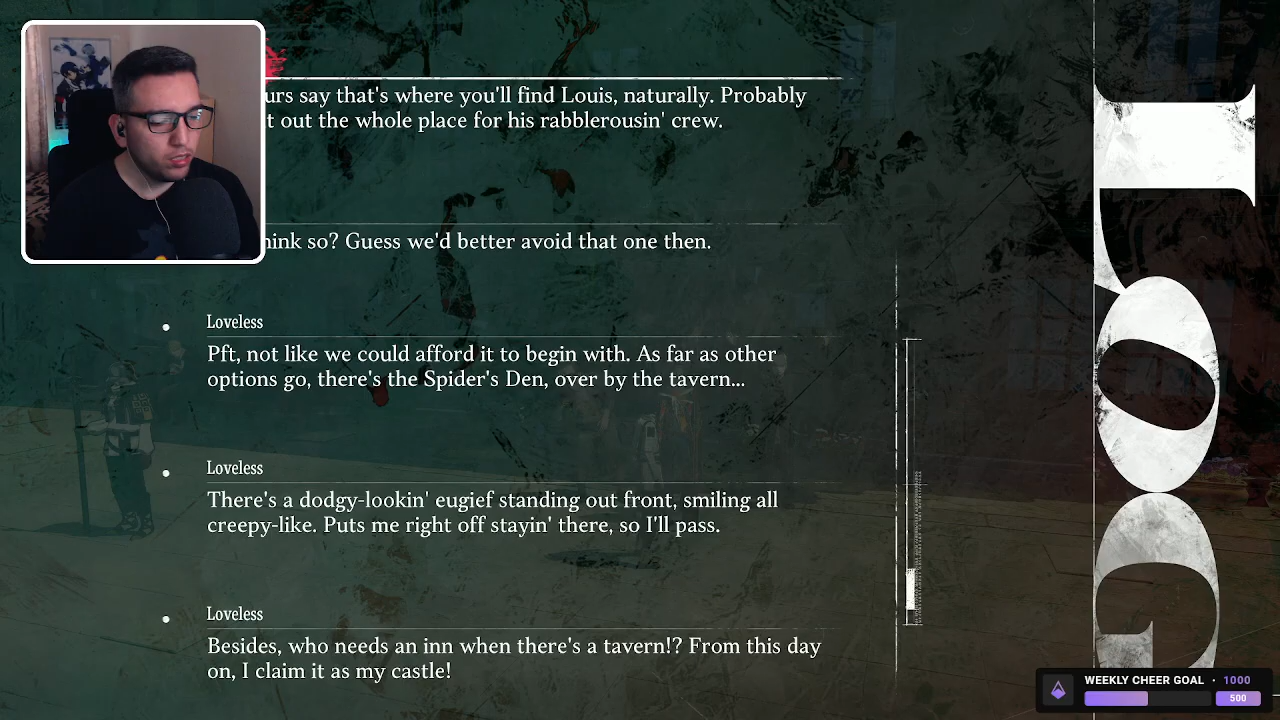 urs say that's where you'll find Louis, naturally. Probably
t out the whole place for his rabblerousin' crew.
hink so? Guess we'd better avoid that one then.
Loveless
Pft, not like we could afford it to begin with. As far as other
options go, there's the Spider's Den, over by the tavern...
Loveless
There's a dodgy-lookin' eugief standing out front, smiling all
creepy-like. Puts me right off stayin' there, so I'll pass.
Loveless
Besides, who needs an inn when there's a tavern!? From this day
on, I claim it as my castle!
LOG
WEEKLY CHEER GOAL · 1000
500